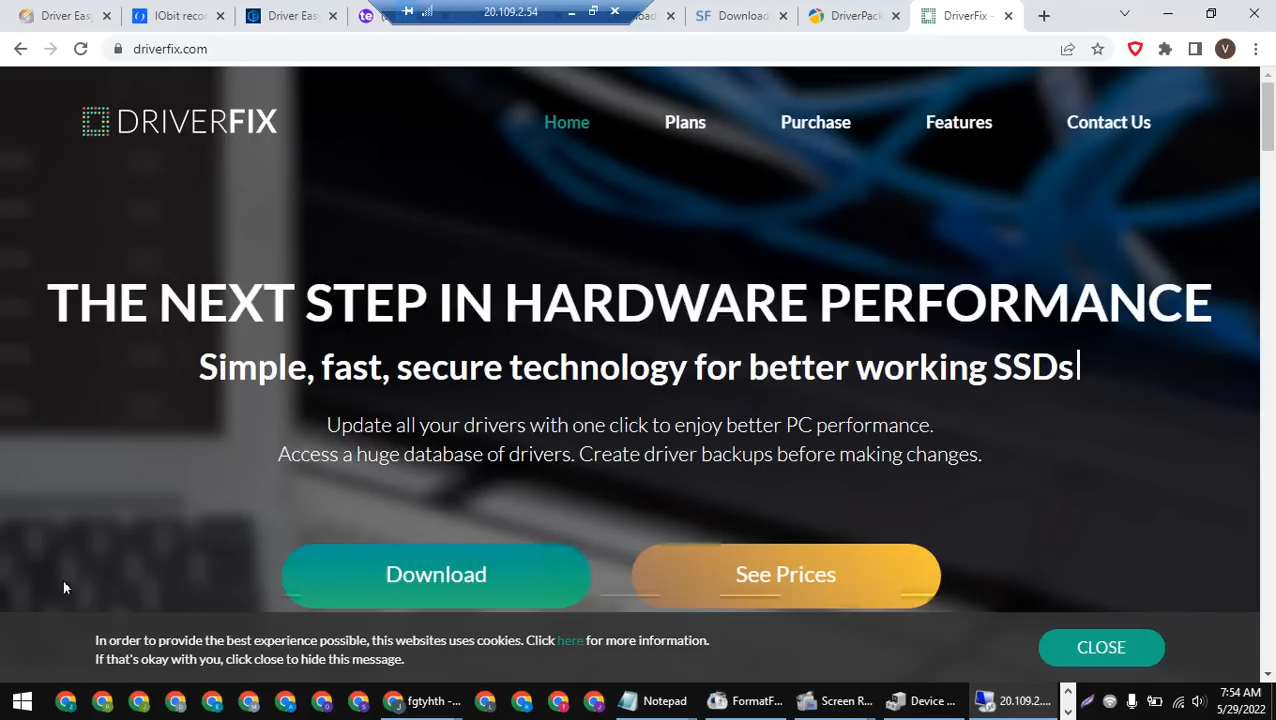 Driver Eas
IObit reco
Driver Eas
20.109.2.54
SF Download
DriverPack
DriverFix –
driverfix.com
V
DRIVERFIX
Home
Plans
Purchase
Features
Contact Us
THE NEXT STEP IN HARDWARE PERFORMANCE
Simple, fast, secure technology for better working SSDs
Update all your drivers with one click to enjoy better PC performance.
Access a huge database of drivers. Create driver backups before making changes.
Download
See Prices
In order to provide the best experience possible, this websites uses cookies. Click here for more information.
If that's okay with you, click close to hide this message.
CLOSE
fgtyhth -...
Notepad
FormatF...
Screen R...
Device ...
20.109.2....
7:54 AM
5/29/2022